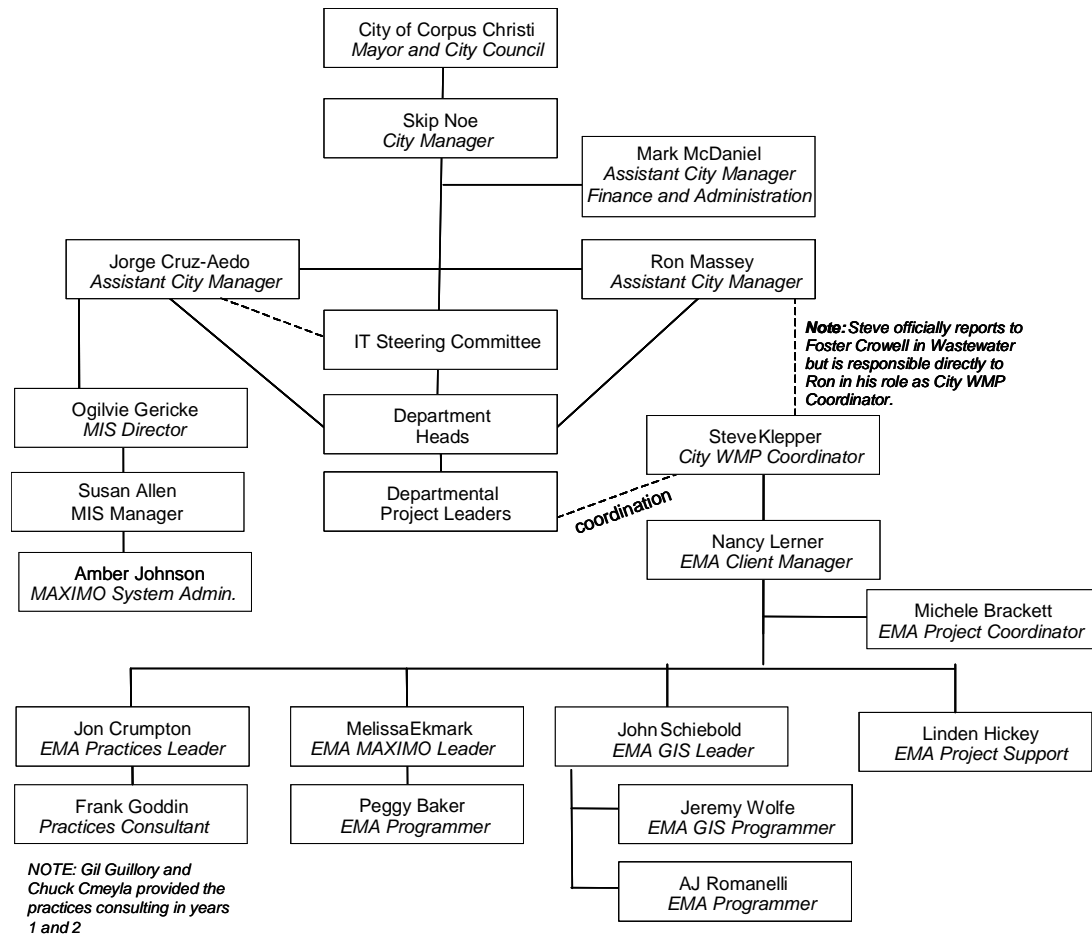 City of Corpus Christi
Mayor and City Council
Skip Noe
City Manager
Mark McDaniel
Assistant City Manager
Finance and Administration
Jorge Cruz-Aedo
Assistant City Manager
Ron Massey
Assistant City Manager
IT Steering Committee
Note: Steve officially reports to
Foster Crowell in Wastewater
but is responsible directly to
Ron in his role as City WMP
Coordinator.
Ogilvie Gericke
MIS Director
Department
Heads
Steve Klepper
City WMP Coordinator
Susan Allen
MIS Manager
Departmental
Project Leaders
coordination
Nancy Lerner
EMA Client Manager
Amber Johnson
MAXIMO System Admin.
Michele Brackett
EMA Project Coordinator
Jon Crumpton
EMA Practices Leader
Melissa Ekmark
EMA MAXIMO Leader
John Schiebold
EMA GIS Leader
Linden Hickey
EMA Project Support
Frank Goddin
Practices Consultant
Peggy Baker
EMA Programmer
Jeremy Wolfe
EMA GIS Programmer
NOTE: Gil Guillory and
Chuck Cmeyla provided the
practices consulting in years
1 and 2
AJ Romanelli
EMA Programmer